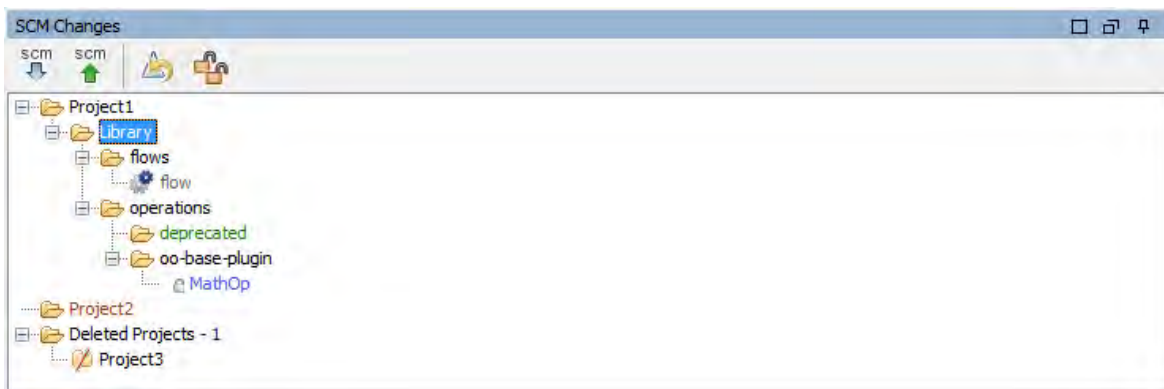 SCM Changes
scm scm
Project1
Library
flows
flow
operations
deprecated
oo-base-plugin
MathOp
Project2
Deleted Projects - 1
Project3